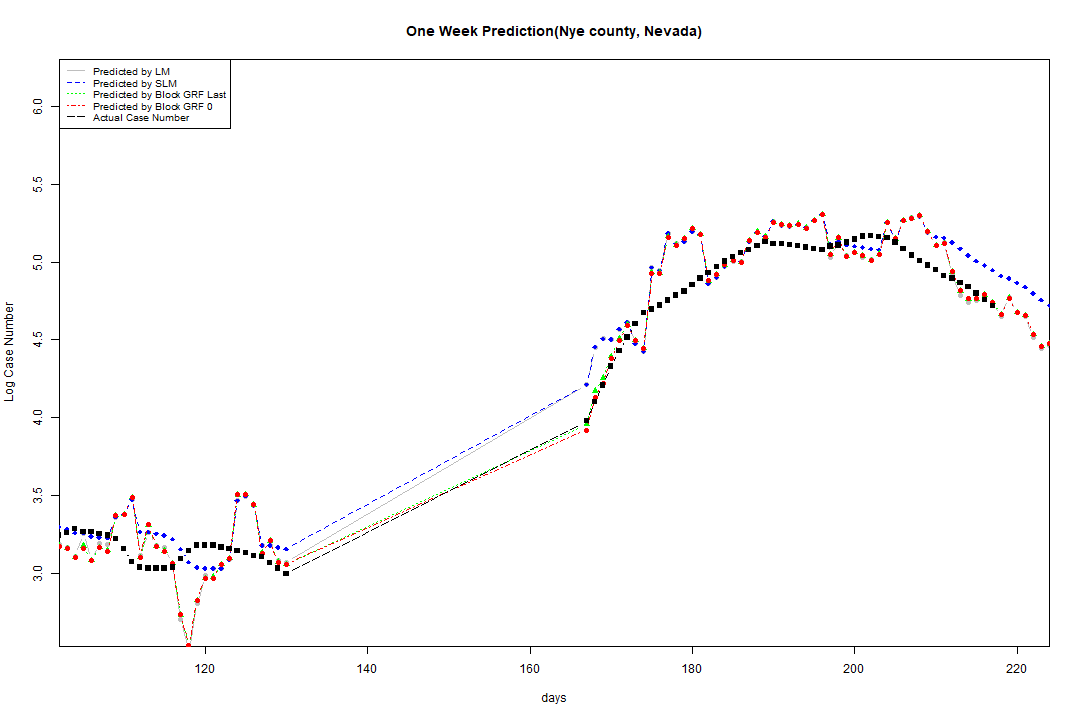 One Week Prediction(Nye county, Nevada)
Predicted by LM
Predicted by SLM
Predicted by Block GRF Last
Predicted by Block GRF 0
Actual Case Number
6.0
5.5
5.0
4.5
4.0
3.5
3.0
Log Case Number
120 140 160 180 200 220
days